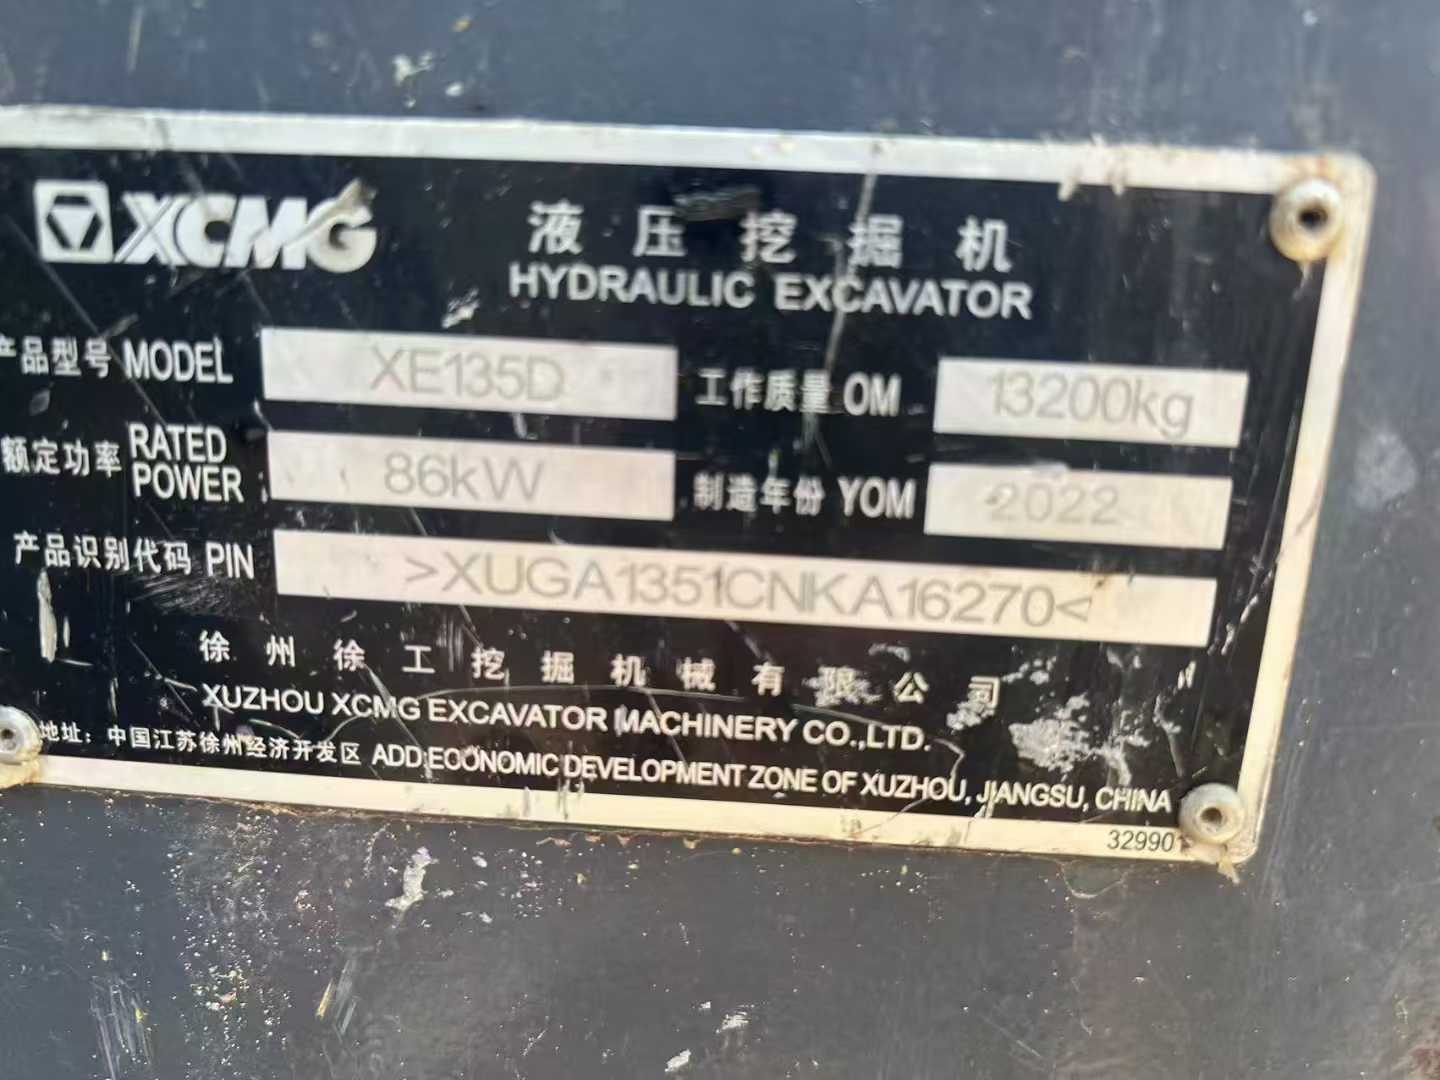 XCMG
液压挖掘机
HYDRAULIC EXCAVATOR
产品型号 MODEL XE135D 工作质量 OM 13200kg
额定功率 RATED POWER 86kW 制造年份 YOM 2022
产品识别代码 PIN >XUGA1351CNKA16270<
徐州徐工挖掘机械有限公司
XUZHOU XCMG EXCAVATOR MACHINERY CO.,LTD.
地址：中国江苏徐州经济开发区 ADD:ECONOMIC DEVELOPMENT ZONE OF XUZHOU, JIANGSU, CHINA